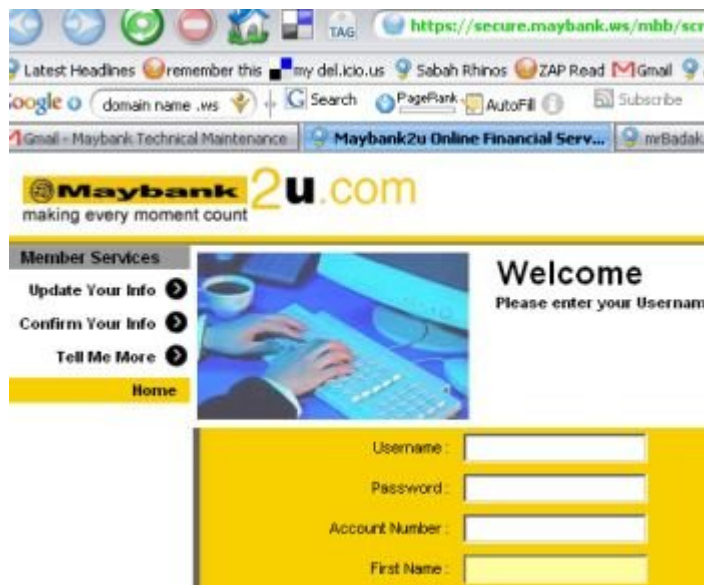 TAG https://secure.maybank.ws/mbb/scr
Latest Headlines remember this my del.icio.us Sabah Rhinos ZAP Read Gmail
Google domain name .ws Search PageRank AutoFill Subscribe
Gmail - Maybank Technical Maintenance Maybank2u Online Financial Serv... mrBadak
Maybank2u.com
making every moment count
Member Services
Update Your Info
Confirm Your Info
Tell Me More
Home
Welcome
Please enter your Usernam
Username :
Password :
Account Number :
First Name :